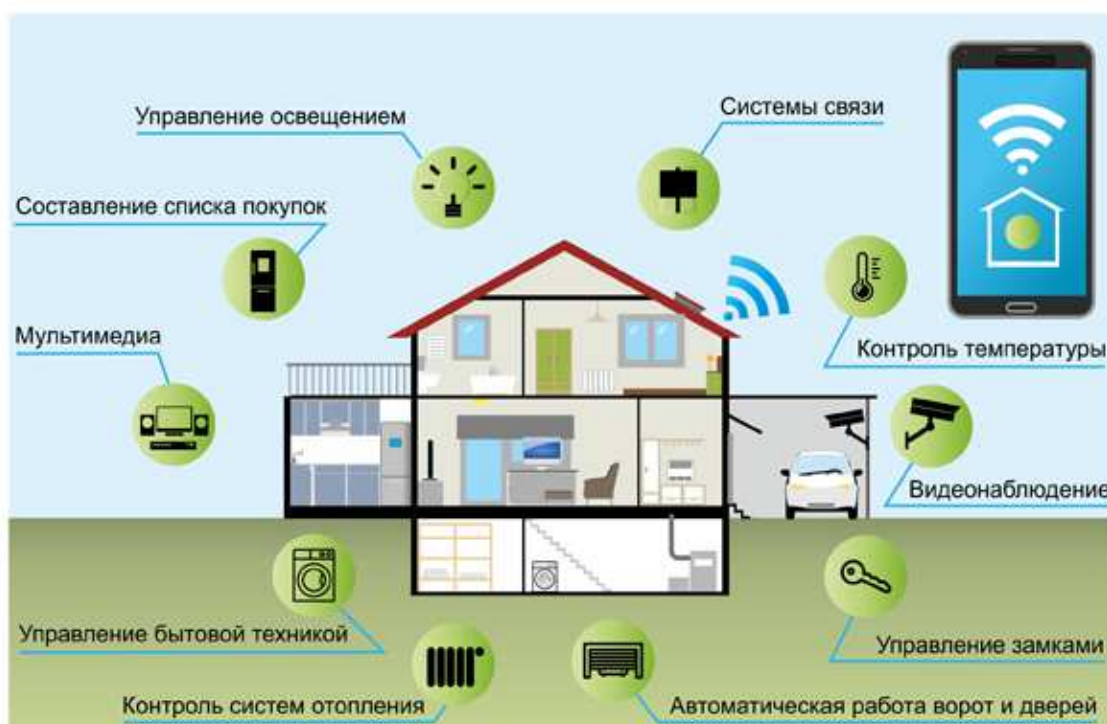 Управление освещением
Системы связи
Составление списка покупок
Мультимедиа
Контроль температуры
Видеонаблюдение
Управление бытовой техникой
Управление замками
Контроль систем отопления
Автоматическая работа ворот и дверей